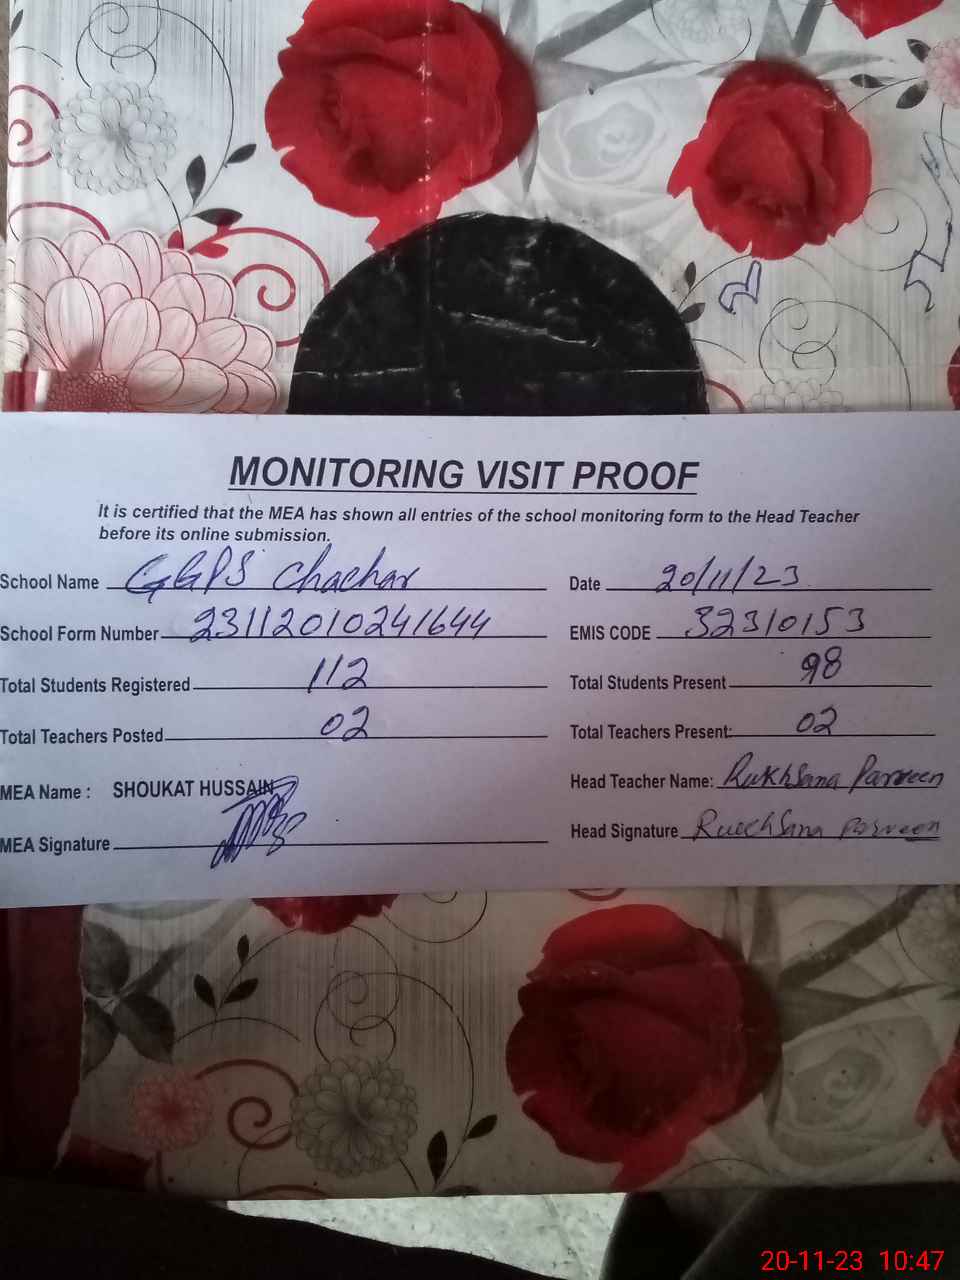 MONITORING VISIT PROOF
It is certified that the MEA has shown all entries of the school monitoring form to the Head Teacher
before its online submission.
School Name GGPS Chachar Date 20/11/23
School Form Number 23112010241644 EMIS CODE 32310153
Total Students Registered 112 Total Students Present 98
Total Teachers Posted 02 Total Teachers Present: 02
MEA Name : SHOUKAT HUSSAIN Head Teacher Name: Rukhsana Parveen
MEA Signature Head Signature Rukhsana Parveen
20-11-23 10:47